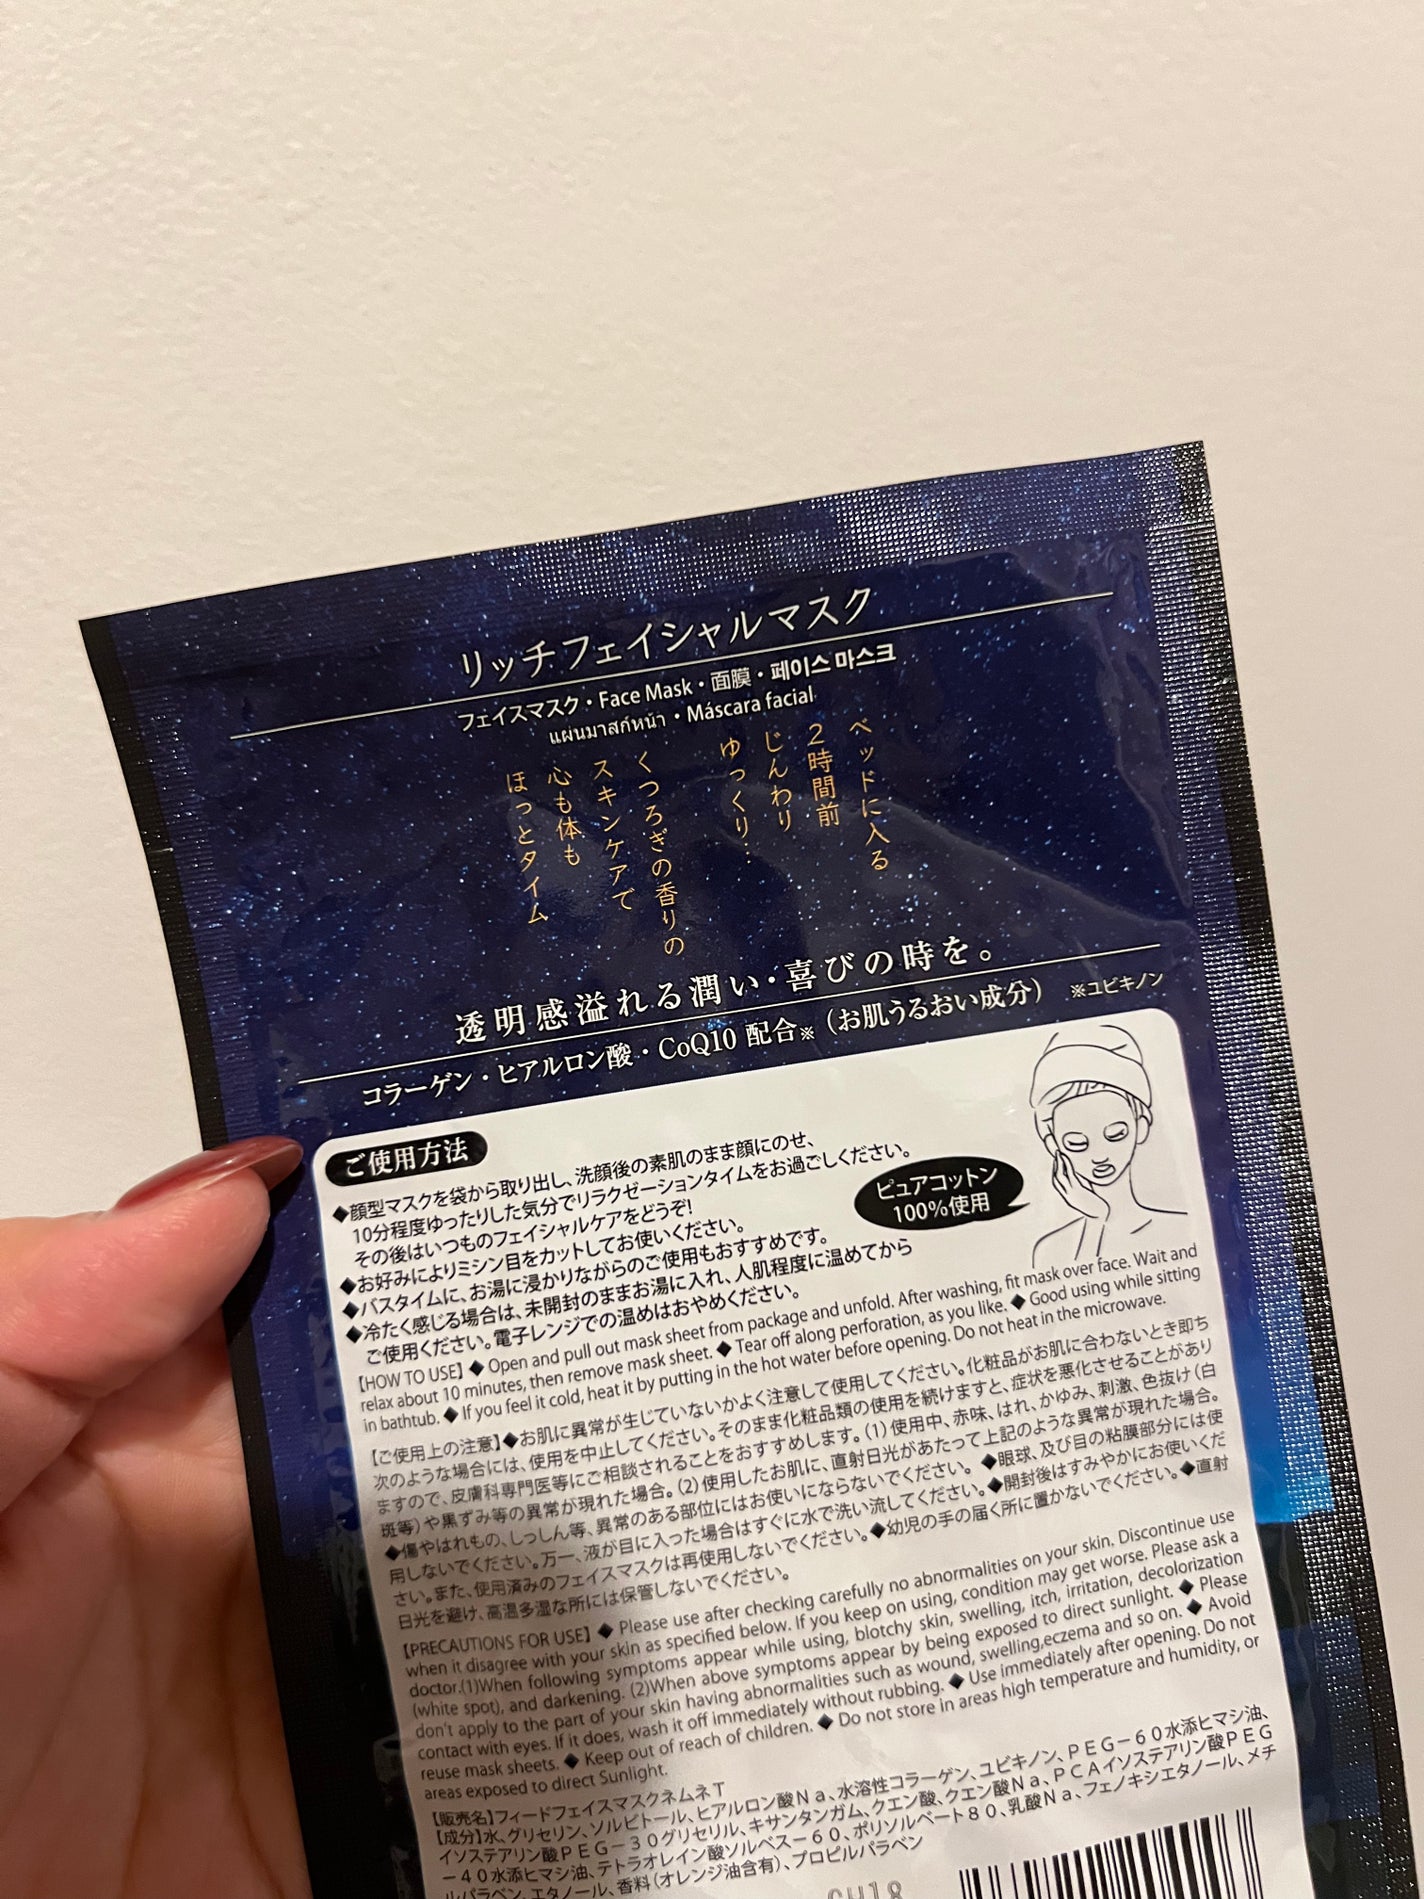 リッチフェイシャルマスク
フェイスマスク・Face Mask・面膜・페이스 마스크
แผ่นมาสก์หน้า・Máscara facial
ベッドに入る
2時間前
じんわり
ゆっくり…
くつろぎの香りの
スキンケアで
心も体も
ほっとタイム
透明感溢れる潤い・喜びの時を。
コラーゲン・ヒアルロン酸・CoQ10 配合※（お肌うるおい成分） ※ユビキノン
ご使用方法
◆顔型マスクを袋から取り出し、洗顔後の素肌のまま顔にのせ、
10分程度ゆったりした気分でリラクゼーションタイムをお過ごしください。
その後はいつものフェイシャルケアをどうぞ!
◆お好みによりミシン目をカットしてお使いください。
◆バスタイムに、お湯に浸かりながらのご使用もおすすめです。
◆冷たく感じる場合は、未開封のままお湯に入れ、人肌程度に温めてから
ご使用ください。電子レンジでの温めはおやめください。
ピュアコットン
100%使用
【HOW TO USE】 ◆ Open and pull out mask sheet from package and unfold. After washing, fit mask over face. Wait and
relax about 10 minutes, then remove mask sheet. ◆ Tear off along perforation, as you like. ◆ Good using while sitting
in bathtub. ◆ If you feel it cold, heat it by putting in the hot water before opening. Do not heat in the microwave.
【ご使用上の注意】◆お肌に異常が生じていないかよく注意して使用してください。化粧品がお肌に合わないとき即ち
次のような場合には、使用を中止してください。そのまま化粧品類の使用を続けますと、症状を悪化させることがあり
ますので、皮膚科専門医等にご相談されることをおすすめします。（1）使用中、赤味、はれ、かゆみ、刺激、色抜け（白
斑等）や黒ずみ等の異常が現れた場合。（2）使用したお肌に、直射日光があたって上記のような異常が現れた場合。
◆傷やはれもの、しっしん等、異常のある部位にはお使いにならないでください。 ◆眼球、及び目の粘膜部分には使
用しないでください。万一、液が目に入った場合はすぐに水で洗い流してください。◆開封後はすみやかにお使いくだ
さい。また、使用済みのフェイスマスクは再使用しないでください。◆幼児の手の届く所に置かないでください。◆直射
日光を避け、高温多湿な所には保管しないでください。
【PRECAUTIONS FOR USE】 ◆ Please use after checking carefully no abnormalities on your skin. Discontinue use
when it disagree with your skin as specified below. If you keep on using, condition may get worse. Please ask a
doctor.(1)When following symptoms appear while using, blotchy skin, swelling, itch, irritation, decolorization
(white spot), and darkening. (2)When above symptoms appear by being exposed to direct sunlight. ◆ Please
don't apply to the part of your skin having abnormalities such as wound, swelling,eczema and so on. ◆ Avoid
contact with eyes. If it does, wash it off immediately without rubbing. ◆ Use immediately after opening. Do not
reuse mask sheets. ◆ Keep out of reach of children. ◆ Do not store in areas high temperature and humidity, or
areas exposed to direct Sunlight.
【販売名】フィードフェイスマスクネムネT
【成分】水、グリセリン、ソルビトール、ヒアルロン酸Na、水溶性コラーゲン、ユビキノン、PEG－60水添ヒマシ油、
イソステアリン酸PEG－30グリセリル、キサンタンガム、クエン酸、クエン酸Na、PCAイソステアリン酸PEG
－40水添ヒマシ油、テトラオレイン酸ソルベス－60、ポリソルベート80、乳酸Na、フェノキシエタノール、メチ
ルパラベン、エタノール、香料（オレンジ油含有）、プロピルパラベン